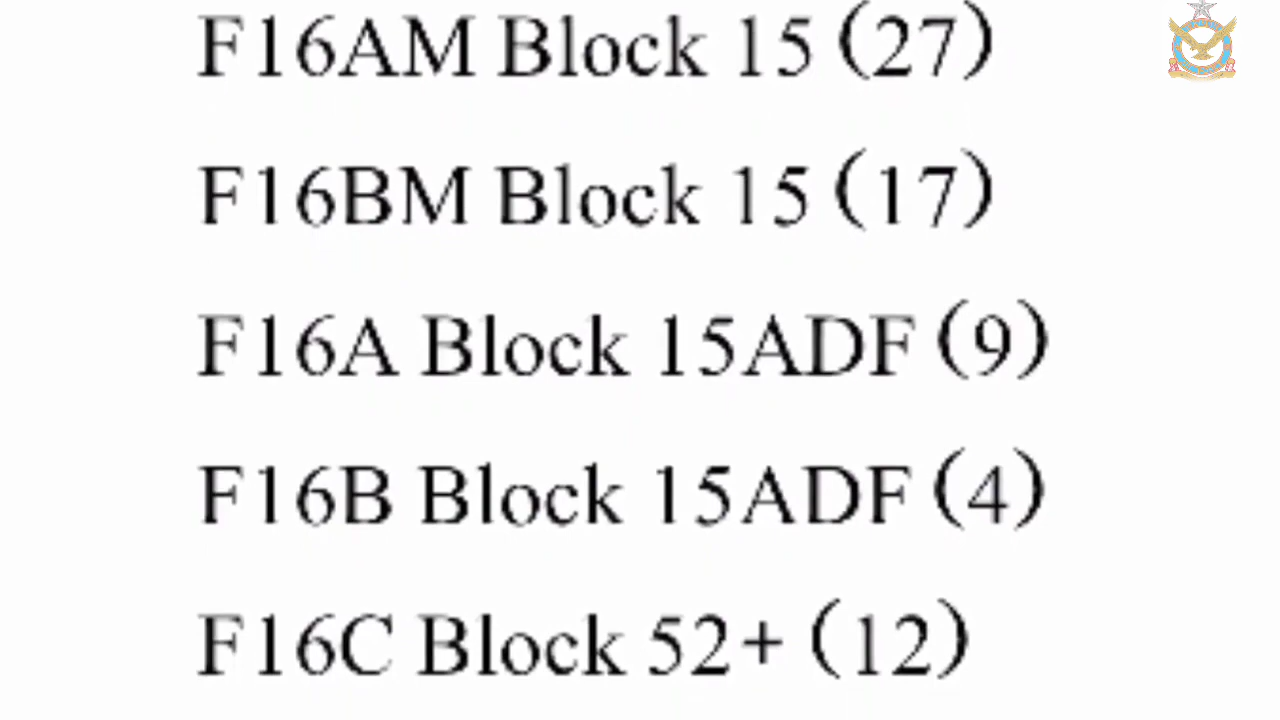 F16AM Block 15 (27)
F16BM Block 15 (17)
F16A Block 15ADF (9)
F16B Block 15ADF (4)
F16C Block 52+ (12)